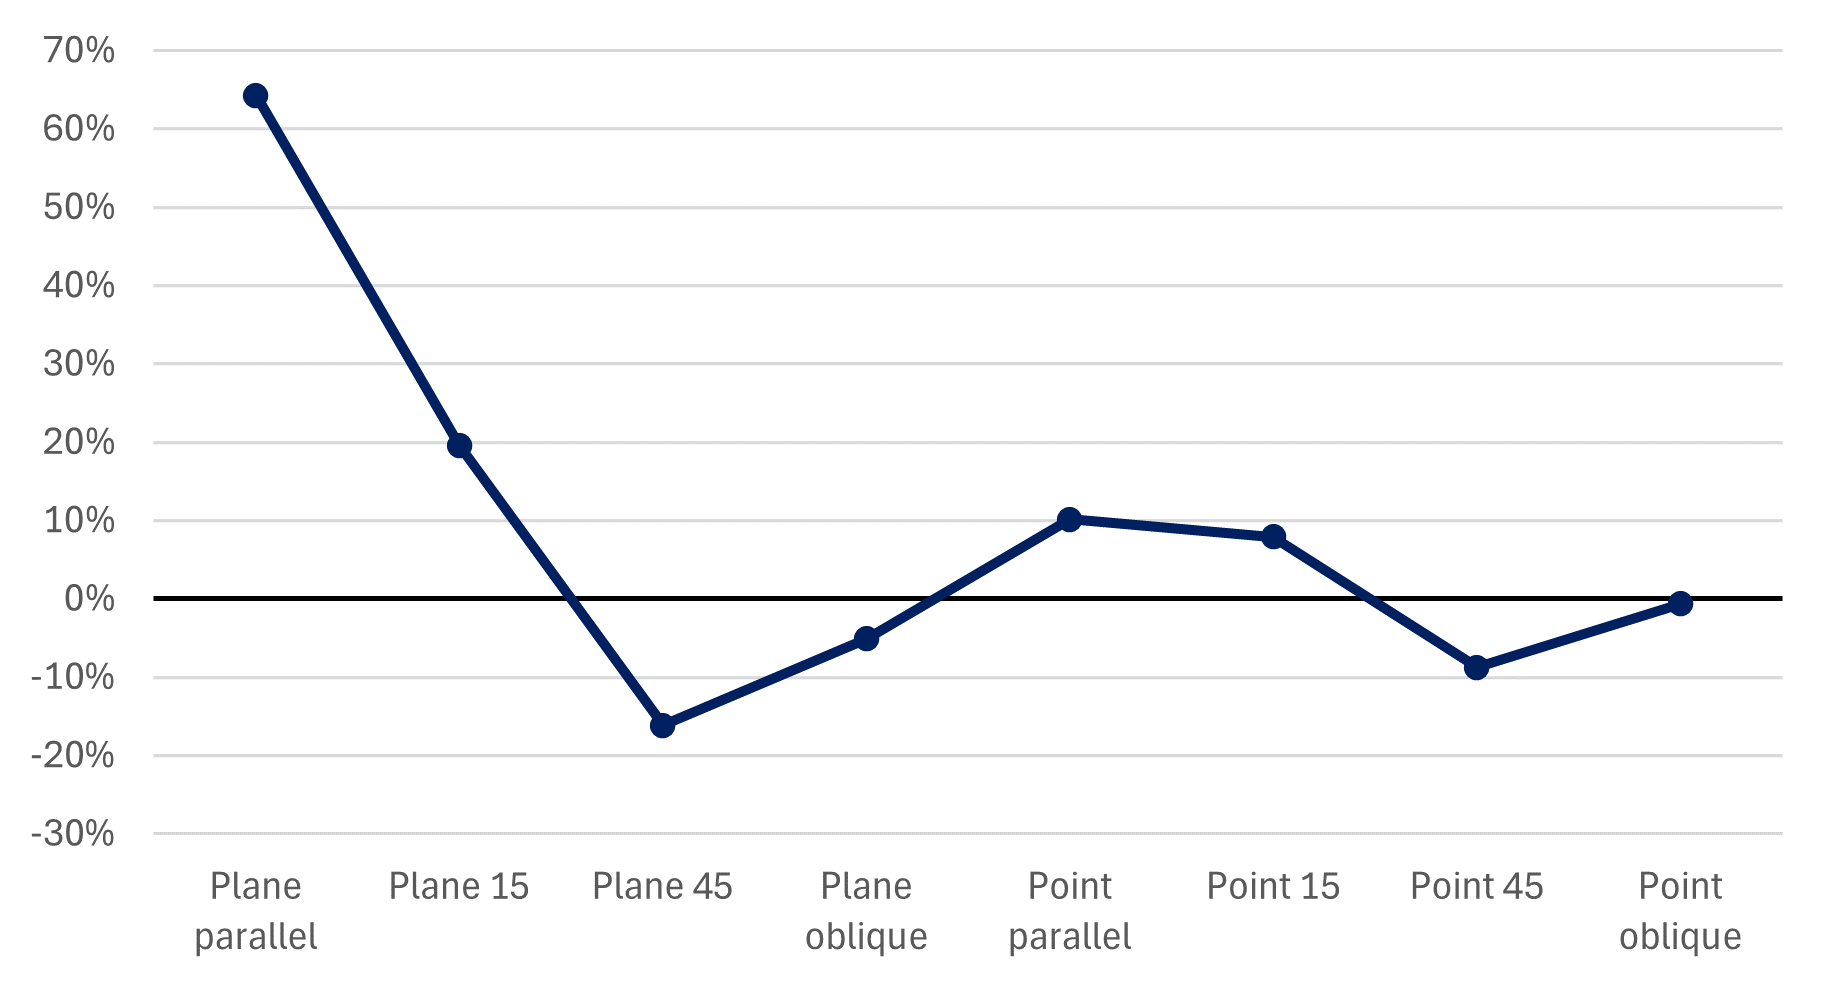 70%
60%
50%
40%
30%
20%
10%
0%
-10%
-20%
-30%
Plane parallel
Plane 15
Plane 45
Plane oblique
Point parallel
Point 15
Point 45
Point oblique